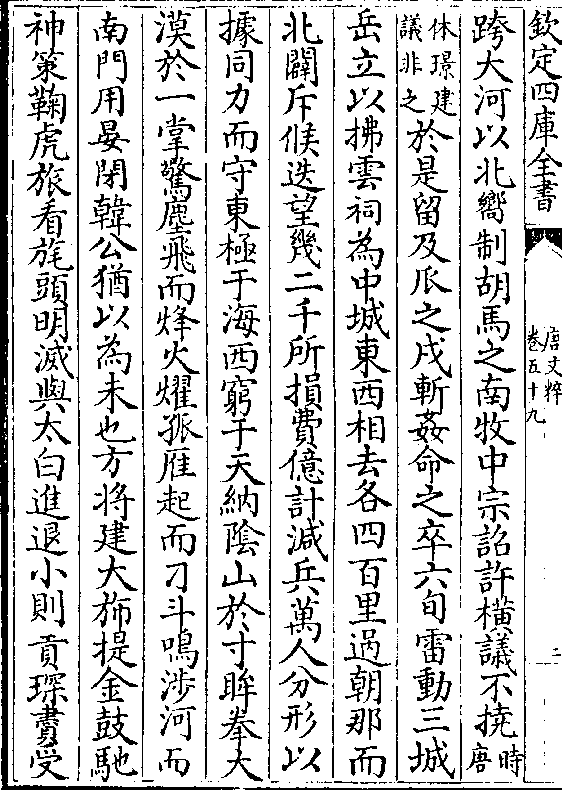 欽定四庫全書
唐文粹
卷五十九
二
跨大河以北嚮制胡馬之南牧中宗詔許橫議不撓時唐
休璟建議非之於是留及瓜之戍斬姦命之卒六旬雷動三城
岳立以拂雲祠為中城東西相去各四百里過朝那而
北闢斥候迭望幾二千所損費億計減兵萬人分形以
據同力而守東極于海西窮于天納陰山於寸眸拳大
漠於一掌驚塵飛而烽火耀孤雁起而刁斗鳴涉河而
南門用晏閉韓公猶以為未也方将建大斾提金鼓馳
神策鞠虎旅看旄頭明滅與太白進退小則貢琛賮受